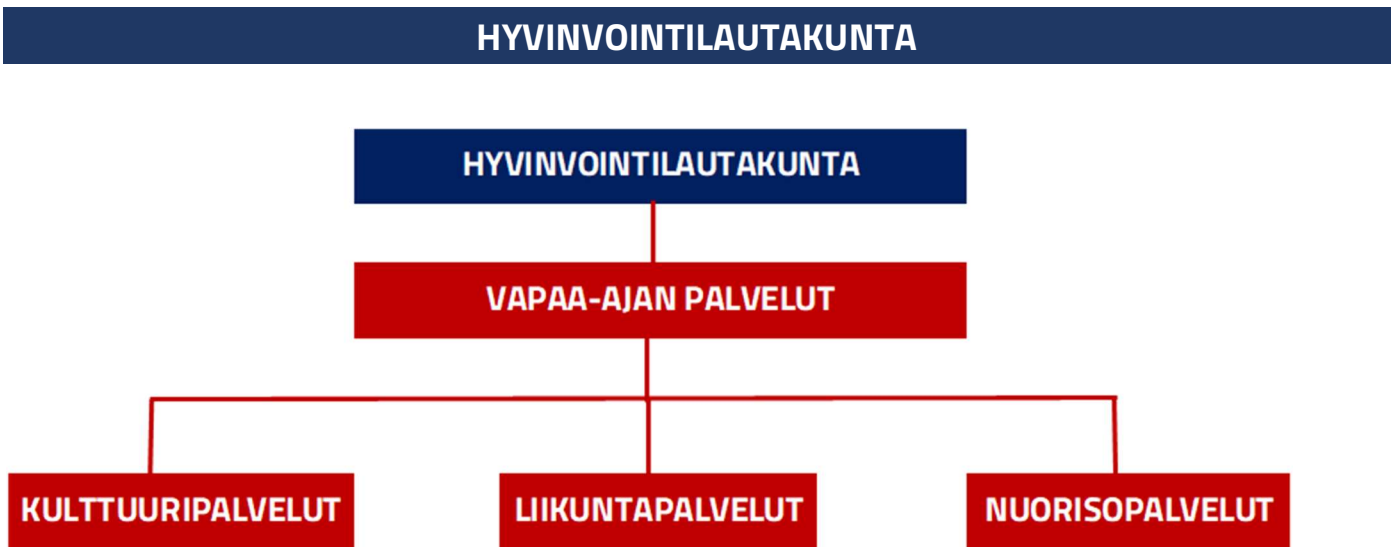 HYVINVOINTILAUTAKUNTA
HYVINVOINTILAUTAKUNTA
VAPAA-AJAN PALVELUT
KULTTUURIPALVELUT
LIIKUNTAPALVELUT
NUORISOPALVELUT